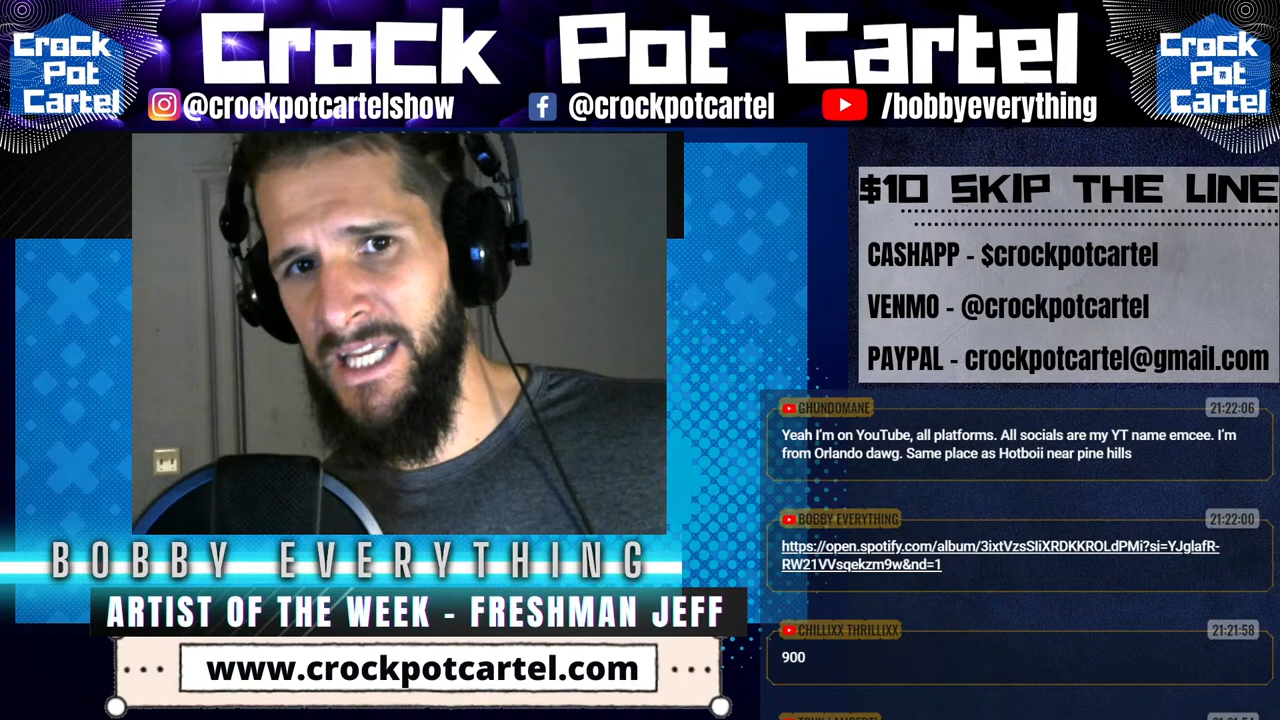 Crock Pot Cartel
Crock
Pot
Cartel
Crock
Pot
Cartel
@crockpotcartelshow
@crockpotcartel
/bobbyeverything
$10 SKIP THE LINE
CASHAPP - $crockpotcartel
VENMO - @crockpotcartel
PAYPAL - crockpotcartel@gmail.com
GHUNDOMANE 21:22:06
Yeah I'm on YouTube, all platforms. All socials are my YT name emcee. I'm
from Orlando dawg. Same place as Hotboii near pine hills
BOBBY EVERYTHING 21:22:00
https://open.spotify.com/album/3ixtVzsSliXRDKKROLdPMi?si=YJglafR-
RW21VVsqekzm9w&nd=1
CHILLIXX THRILLIXX 21:21:58
900
BOBBY EVERYTHING
ARTIST OF THE WEEK - FRESHMAN JEFF
www.crockpotcartel.com